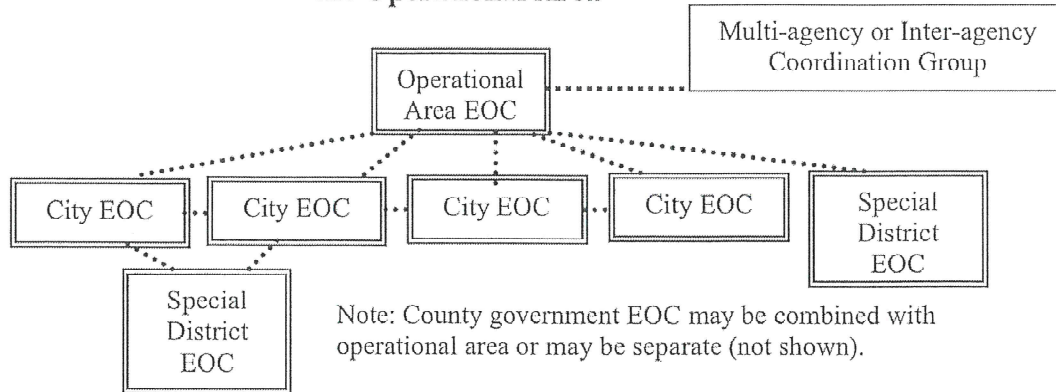 Multi-agency or Inter-agency
Coordination Group
Operational
Area EOC
City EOC
City EOC
City EOC
City EOC
Special
District
EOC
Special
District
EOC
Note: County government EOC may be combined with
operational area or may be separate (not shown).